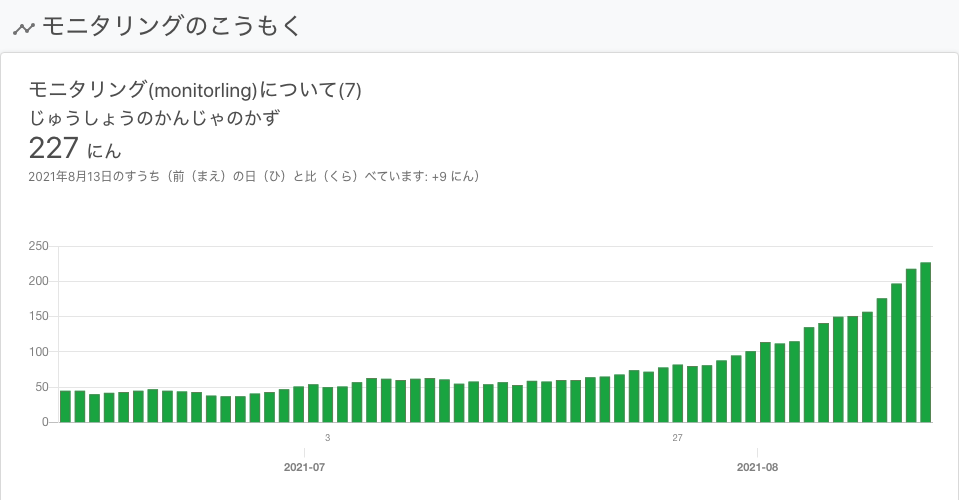 モニタリングのこうもく
モニタリング(monitorling)について(7)
じゅうしょうのかんじゃのかず
227 にん
2021年8月13日のすうち（前（まえ）の日（ひ）と比（くら）べています: +9 にん）
250
200
150
100
50
0
3 27
2021-07 2021-08